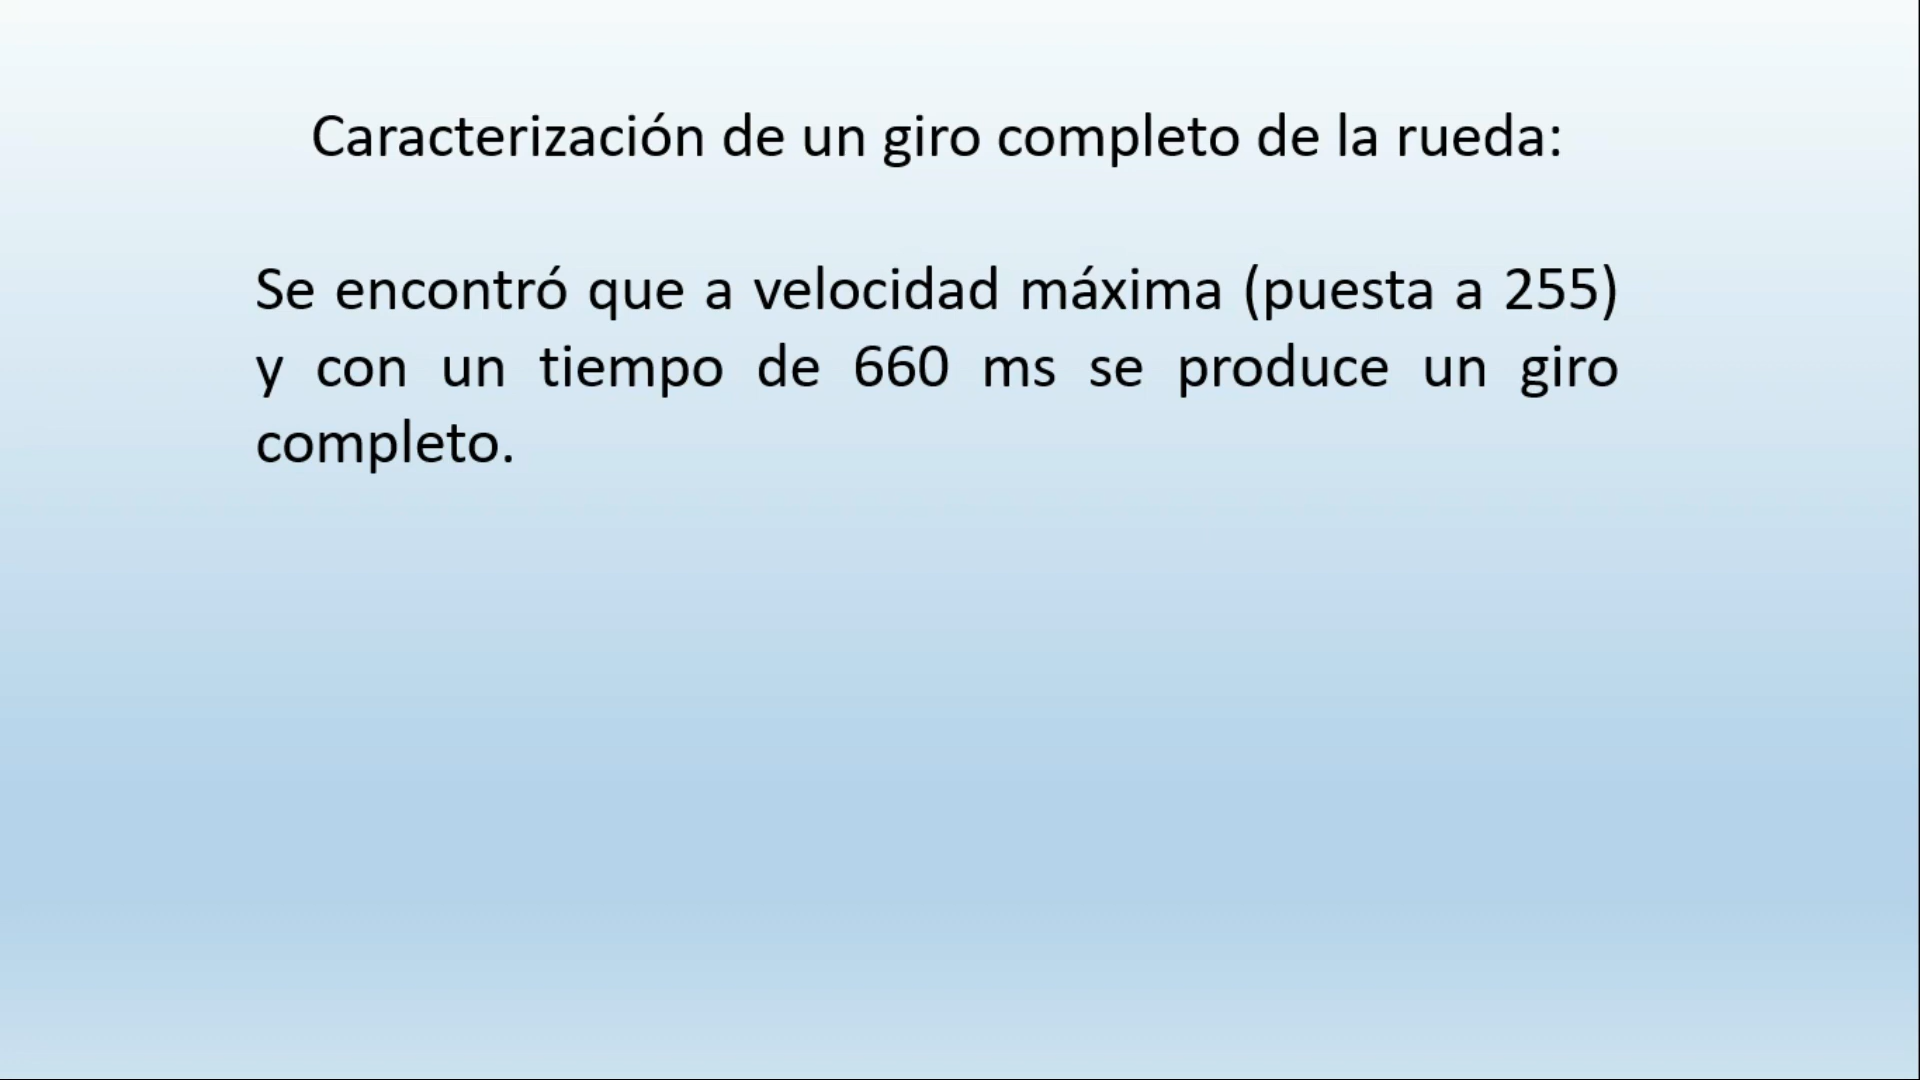 Caracterización de un giro completo de la rueda:
Se encontró que a velocidad máxima (puesta a 255)
y con un tiempo de 660 ms se produce un giro
completo.